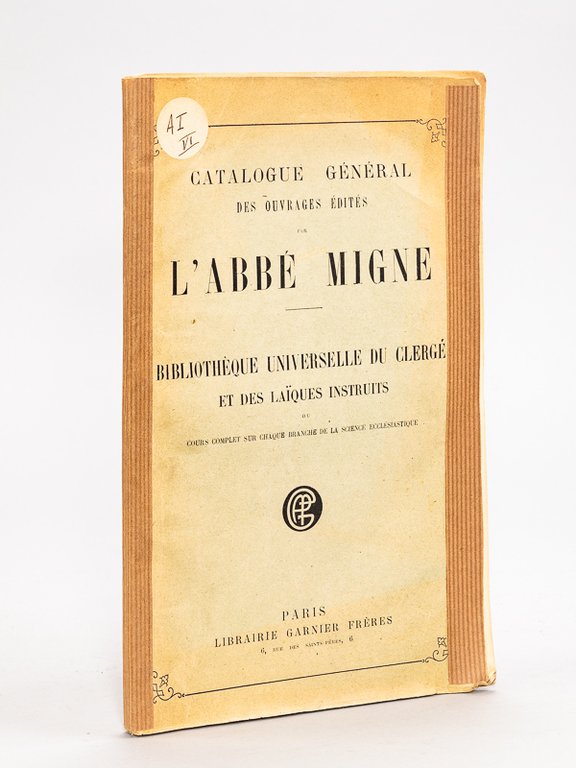 AI
VI
CATALOGUE GÉNÉRAL
DES OUVRAGES ÉDITÉS
PAR
L'ABBÉ MIGNE
BIBLIOTHÈQUE UNIVERSELLE DU CLERGÉ
ET DES LAÏQUES INSTRUITS
OU
COURS COMPLET SUR CHAQUE BRANCHE DE LA SCIENCE ECCLÉSIASTIQUE
PARIS
LIBRAIRIE GARNIER FRÈRES
6, RUE DES SAINTS-PÈRES, 6